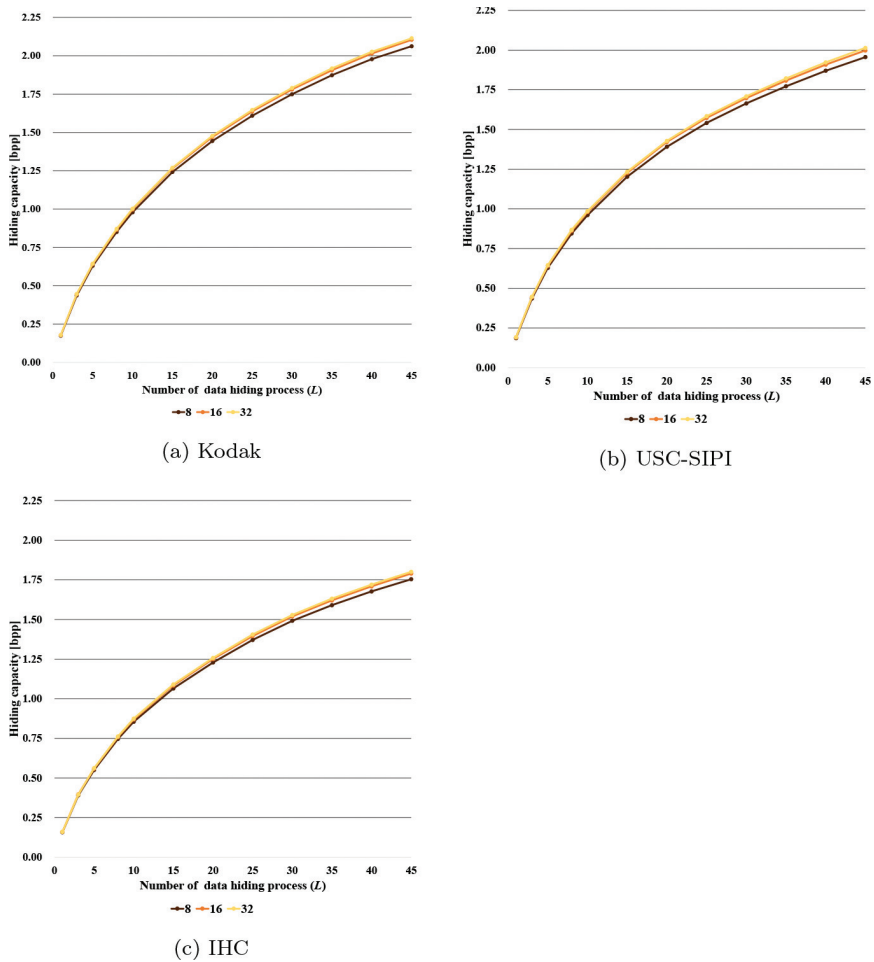 2.25
2.00
1.75
1.50
1.25
1.00
0.75
0.50
0.25
0.00
Hiding capacity [bpp]
0 5 10 15 20 25 30 35 40 45
Number of data hiding process (L)
8 16 32
(a) Kodak
2.25
2.00
1.75
1.50
1.25
1.00
0.75
0.50
0.25
0.00
Hiding capacity [bpp]
0 5 10 15 20 25 30 35 40 45
Number of data hiding process (L)
8 16 32
(b) USC-SIPI
2.25
2.00
1.75
1.50
1.25
1.00
0.75
0.50
0.25
0.00
Hiding capacity [bpp]
0 5 10 15 20 25 30 35 40 45
Number of data hiding process (L)
8 16 32
(c) IHC